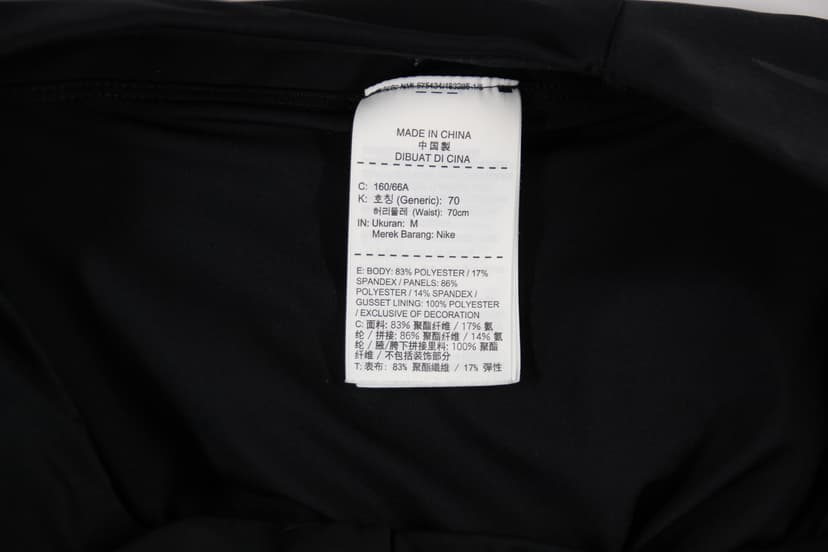 MADE IN CHINA
中国製
DIBUAT DI CINA
C: 160/66A
K: 호칭 (Generic): 70
허리둘레 (Waist): 70cm
IN: Ukuran: M
Merek Barang: Nike
E: BODY: 83% POLYESTER / 17%
SPANDEX / PANELS: 86%
POLYESTER / 14% SPANDEX /
GUSSET LINING: 100% POLYESTER
/ EXCLUSIVE OF DECORATION
C: 面料: 83% 聚酯纤维 / 17% 氨
纶 / 拼接: 86% 聚酯纤维 / 14% 氨
纶 / 腋/胯下拼接里料: 100% 聚酯
纤维 / 不包括装饰部分
T: 表布: 83% 聚酯纖維 / 17% 彈性